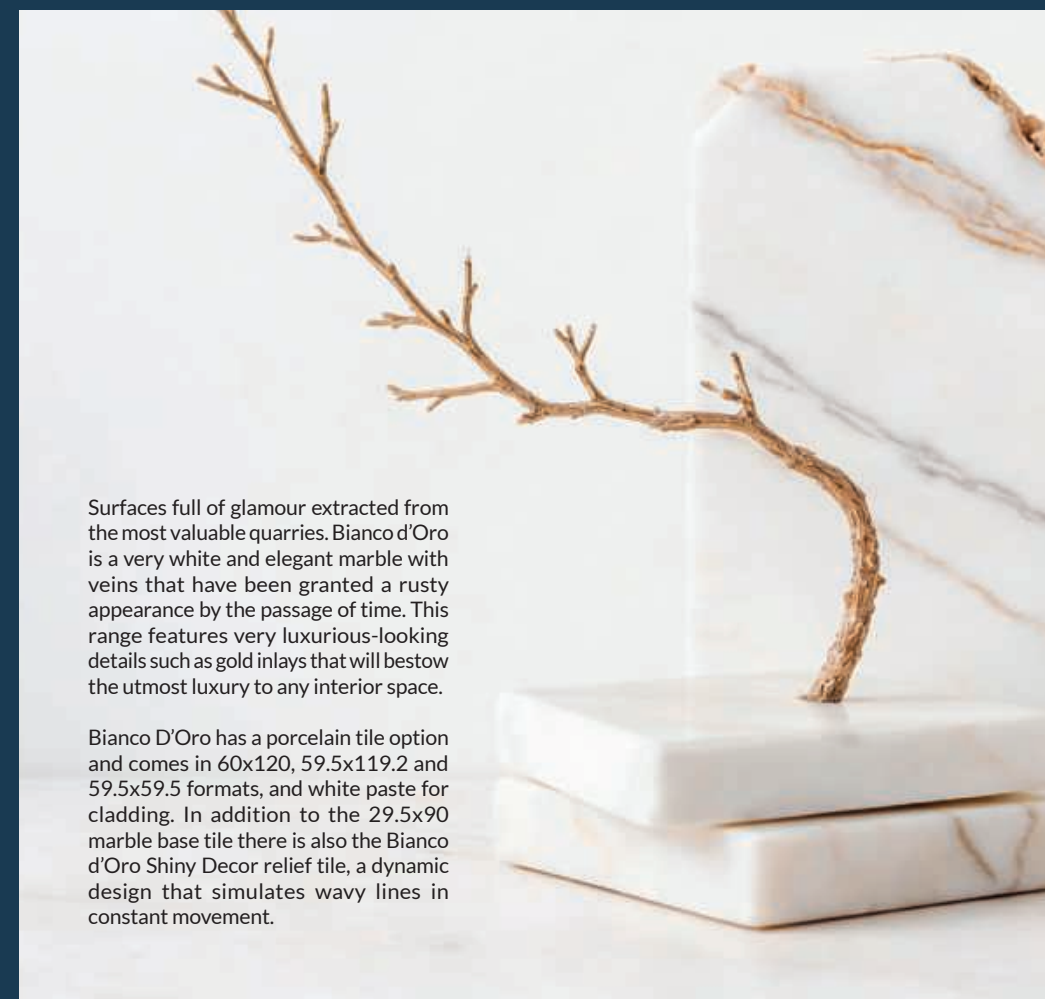 Surfaces full of glamour extracted from
the most valuable quarries. Bianco d’Oro
is a very white and elegant marble with
veins that have been granted a rusty
appearance by the passage of time. This
range features very luxurious-looking
details such as gold inlays that will bestow
the utmost luxury to any interior space.
Bianco D’Oro has a porcelain tile option
and comes in 60x120, 59.5x119.2 and
59.5x59.5 formats, and white paste for
cladding. In addition to the 29.5x90
marble base tile there is also the Bianco
d’Oro Shiny Decor relief tile, a dynamic
design that simulates wavy lines in
constant movement.